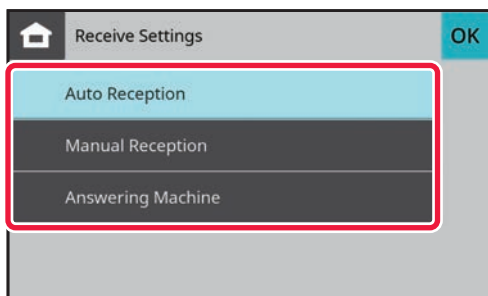 Receive Settings
OK
Auto Reception
Manual Reception
Answering Machine